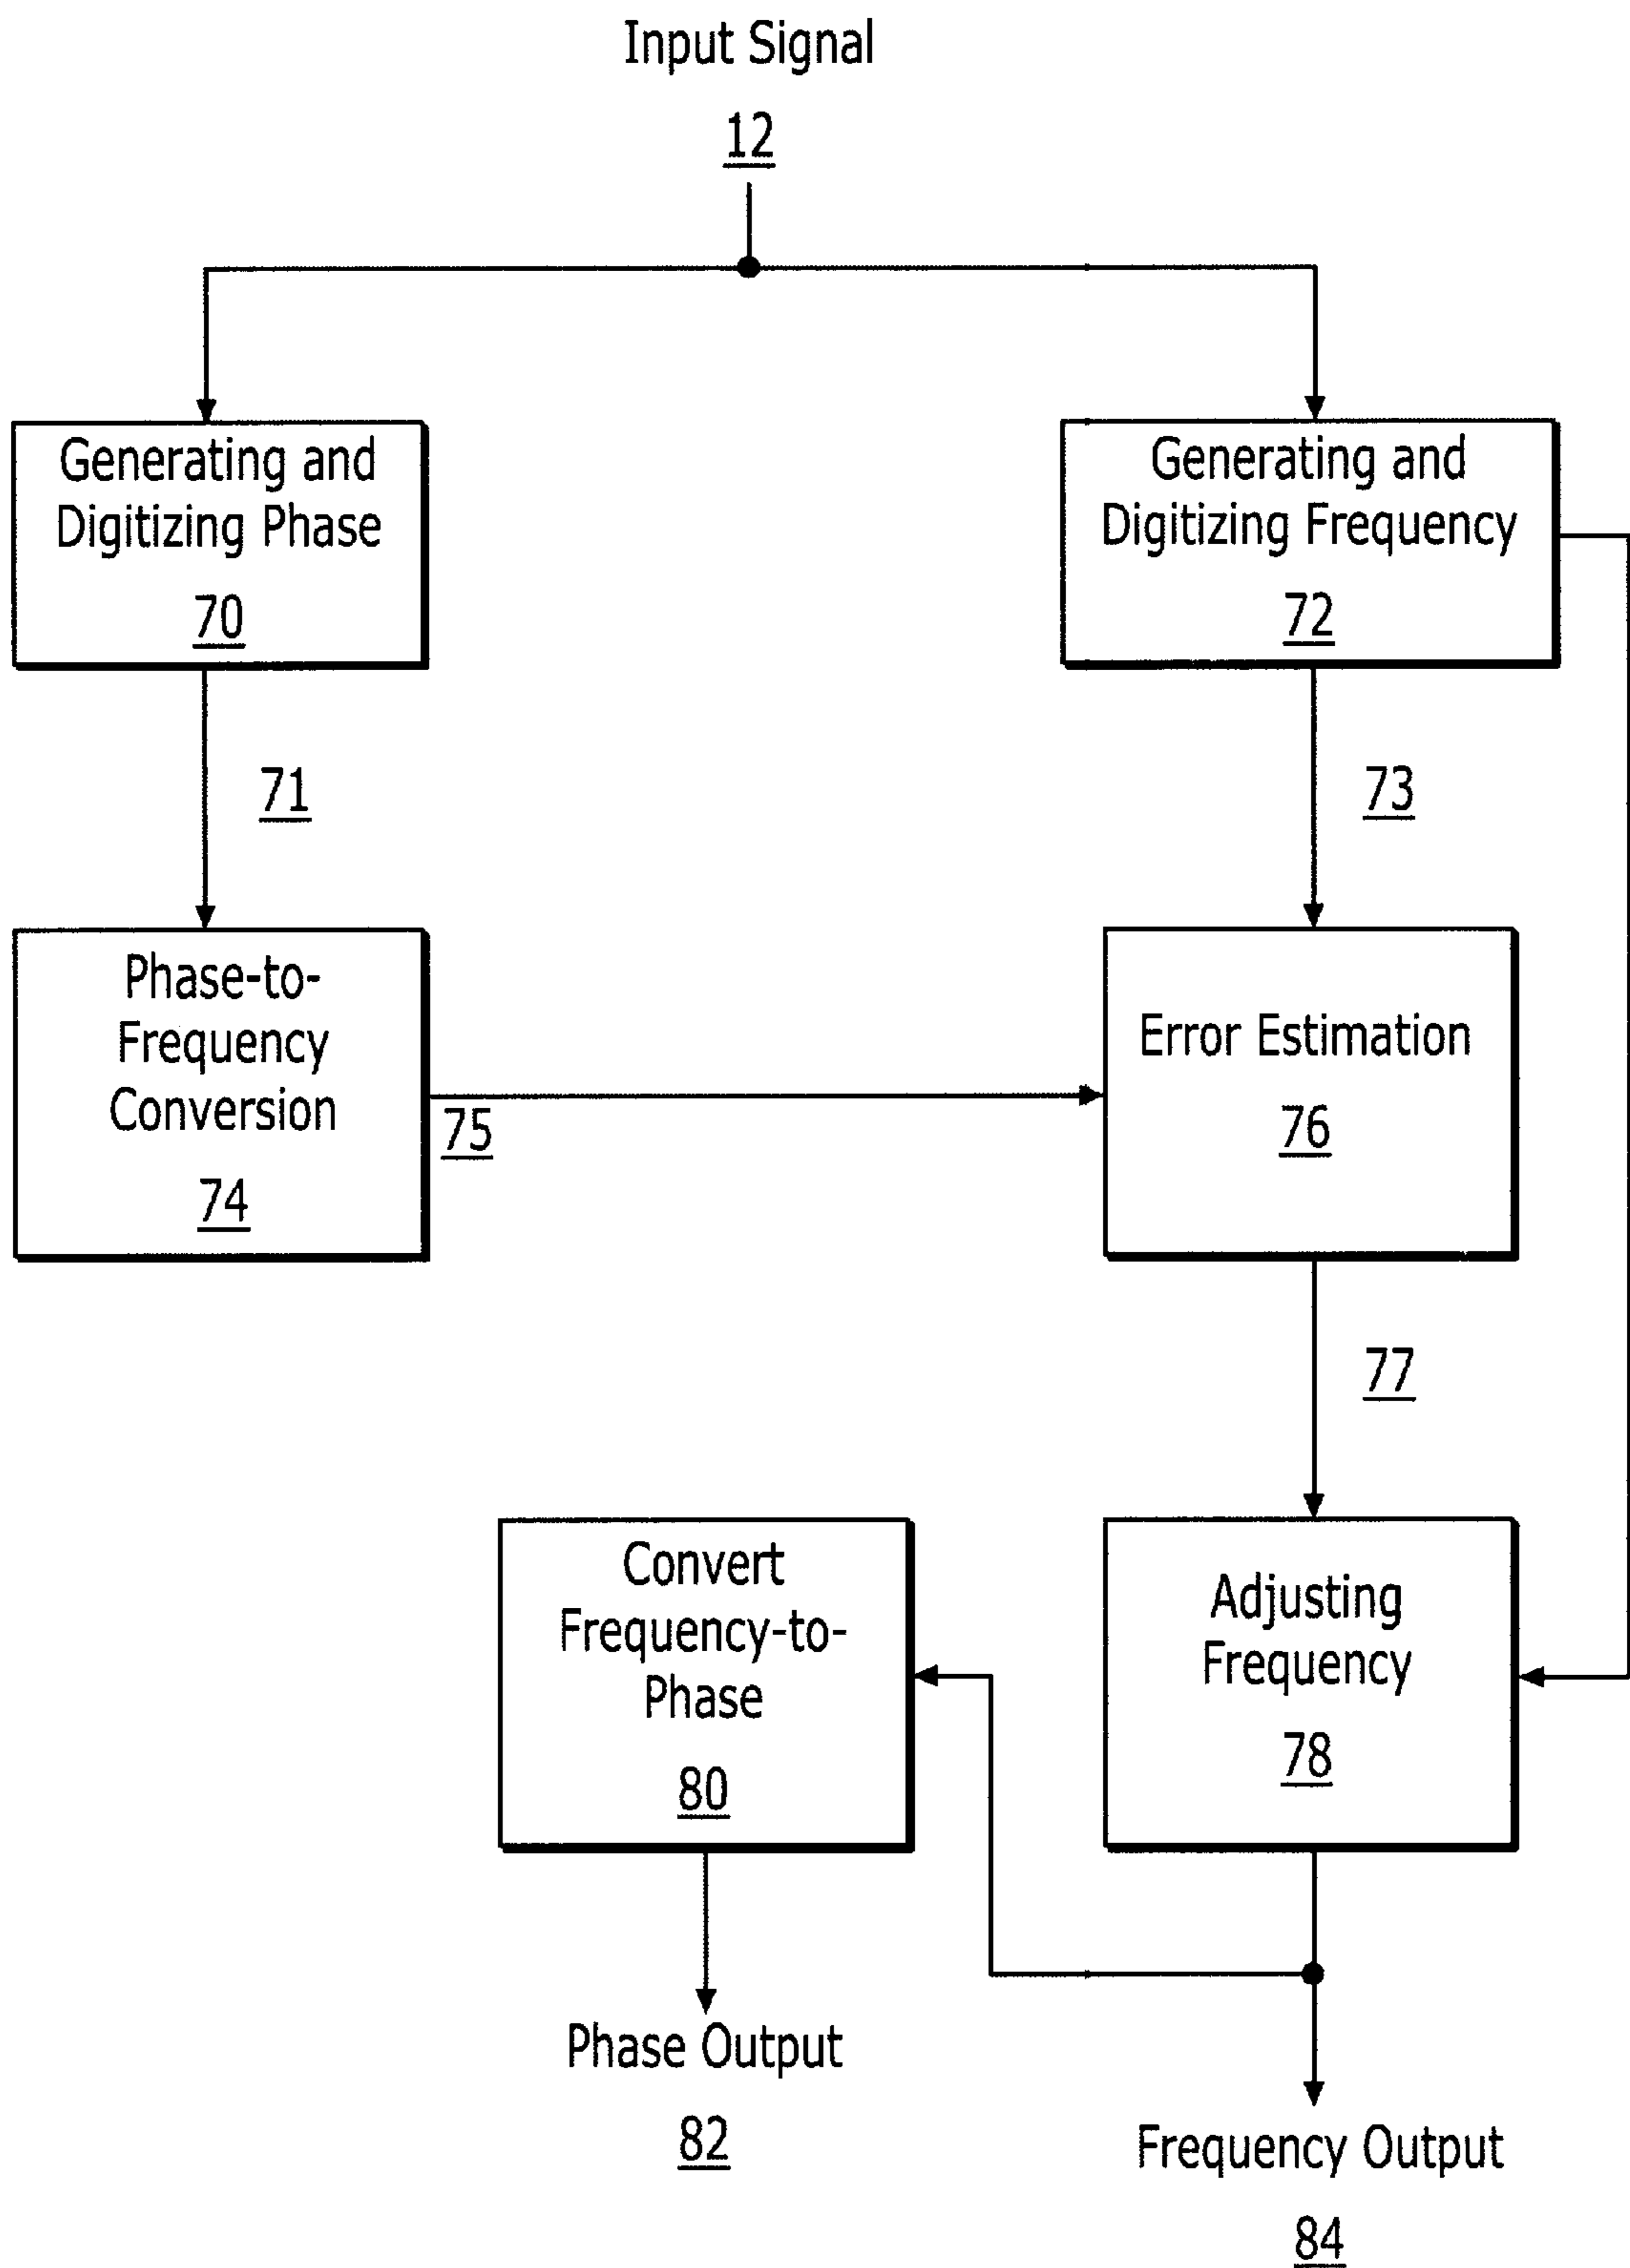 Input Signal
12
Generating and
Digitizing Phase
70
Generating and
Digitizing Frequency
72
71
73
Phase-to-
Frequency
Conversion
74
75
Error Estimation
76
77
Convert
Frequency-to-
Phase
80
Adjusting
Frequency
78
Phase Output
82
Frequency Output
84